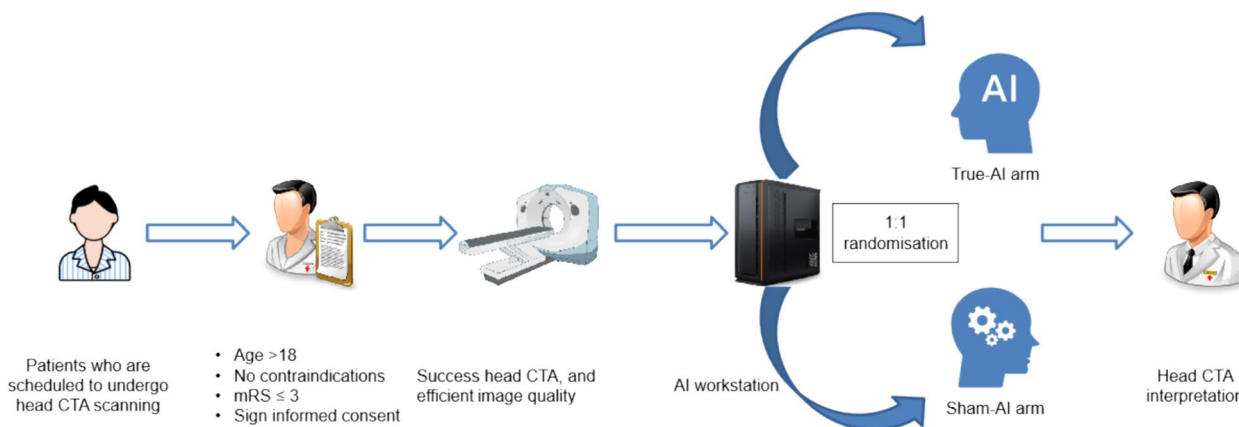 AI
True-AI arm
1:1
randomisation
Patients who are
scheduled to undergo
head CTA scanning
• Age >18
• No contraindications
• mRS ≤ 3
• Sign informed consent
Success head CTA, and
efficient image quality
AI workstation
Sham-AI arm
Head CTA
interpretation